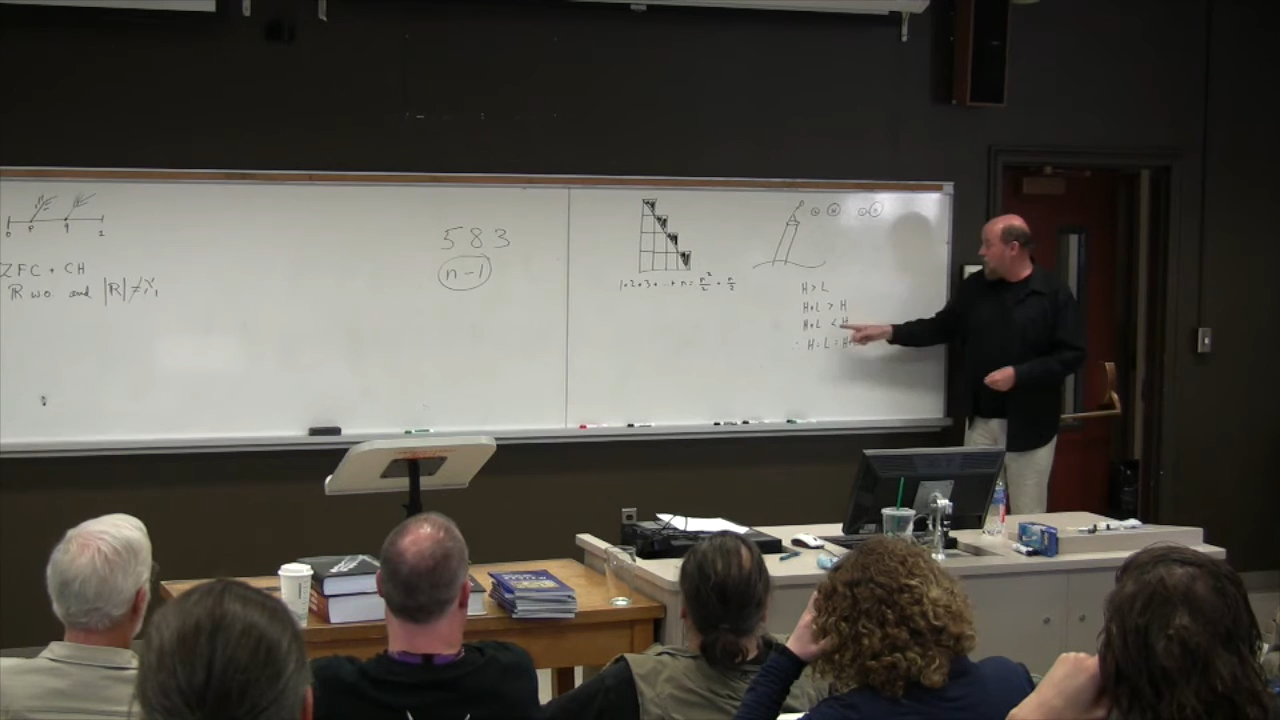 0 p q 1
ZFC + CH
ℝ w.o. and |ℝ| ≠ ℵ₁
583
n-1
1+2+3+...+n = n²/2 + n/2
L H L H
H > L
H+L > H
H+L < H
∴ H = L = H+L